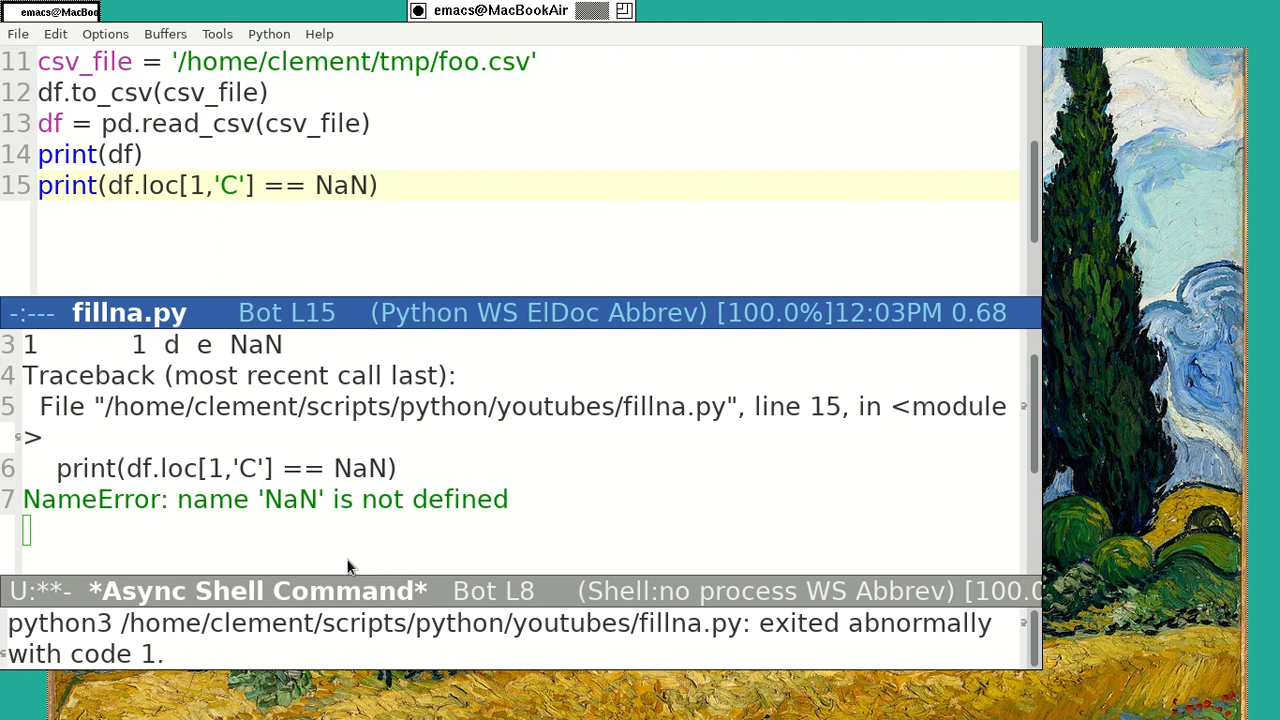 emacs@MacBoo
emacs@MacBookAir
File Edit Options Buffers Tools Python Help
11 csv_file = '/home/clement/tmp/foo.csv'
12 df.to_csv(csv_file)
13 df = pd.read_csv(csv_file)
14 print(df)
15 print(df.loc[1,'C'] == NaN)
-:--- fillna.py Bot L15 (Python WS ElDoc Abbrev) [100.0%]12:03PM 0.68
3 1 1 d e NaN
4 Traceback (most recent call last):
5 File "/home/clement/scripts/python/youtubes/fillna.py", line 15, in <module
>
6 print(df.loc[1,'C'] == NaN)
7 NameError: name 'NaN' is not defined
U:**- *Async Shell Command* Bot L8 (Shell:no process WS Abbrev) [100.0
python3 /home/clement/scripts/python/youtubes/fillna.py: exited abnormally
with code 1.